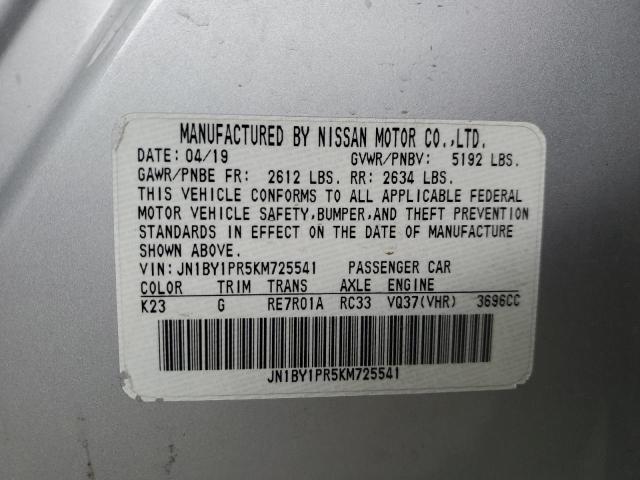 MANUFACTURED BY NISSAN MOTOR CO.,LTD.
DATE: 04/19 GVWR/PNBV: 5192 LBS.
GAWR/PNBE FR: 2612 LBS. RR: 2634 LBS.
THIS VEHICLE CONFORMS TO ALL APPLICABLE FEDERAL
MOTOR VEHICLE SAFETY,BUMPER,AND THEFT PREVENTION
STANDARDS IN EFFECT ON THE DATE OF MANUFACTURE
SHOWN ABOVE.
VIN: JN1BY1PR5KM725541 PASSENGER CAR
COLOR TRIM TRANS AXLE ENGINE
K23 G RE7R01A RC33 VQ37(VHR) 3696CC
JN1BY1PR5KM725541